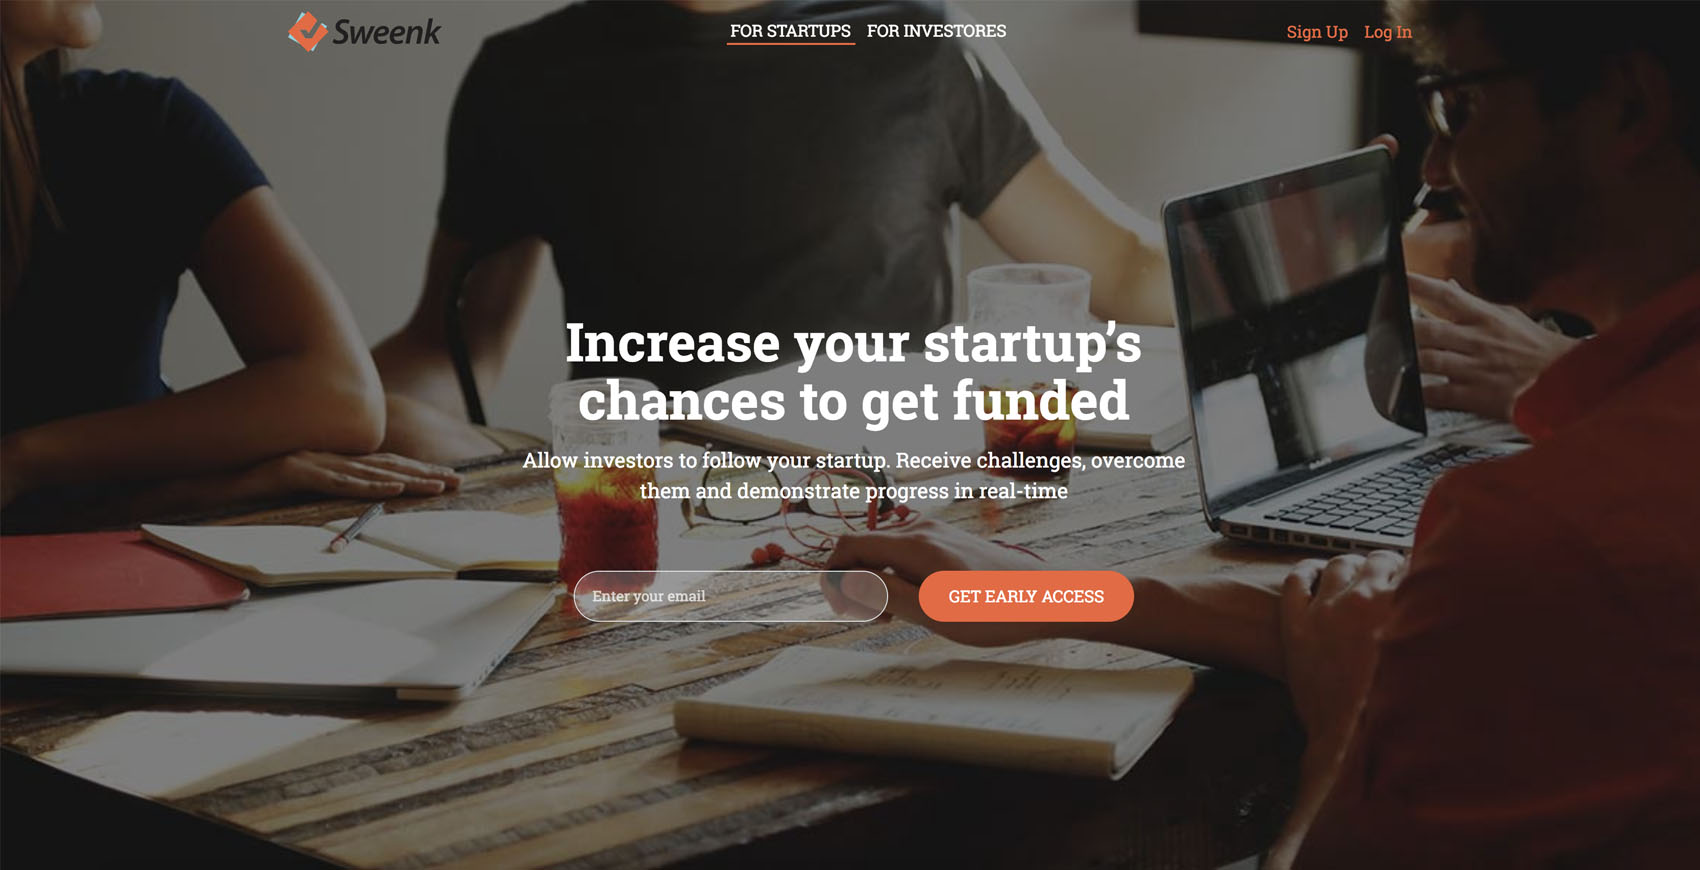 Sweenk
FOR STARTUPS FOR INVESTORES
Sign Up Log In
Increase your startup’s
chances to get funded
Allow investors to follow your startup. Receive challenges, overcome
them and demonstrate progress in real-time
Enter your email
GET EARLY ACCESS